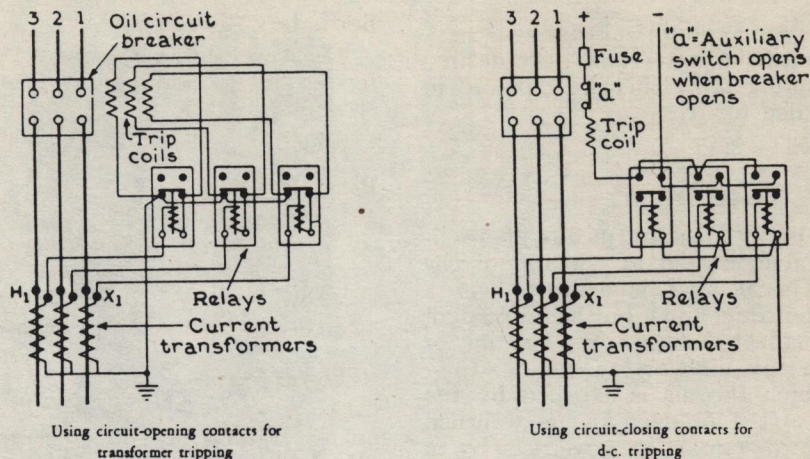 3 2 1
Oil circuit
breaker
Trip
coils
H1
X1
Relays
Current
transformers
Using circuit-opening contacts for
transformer tripping
3 2 1 + -
"a"=Auxiliary
switch opens
when breaker
opens
Fuse
"a"
Trip
coil
H1
X1
Relays
Current
transformers
Using circuit-closing contacts for
d-c. tripping